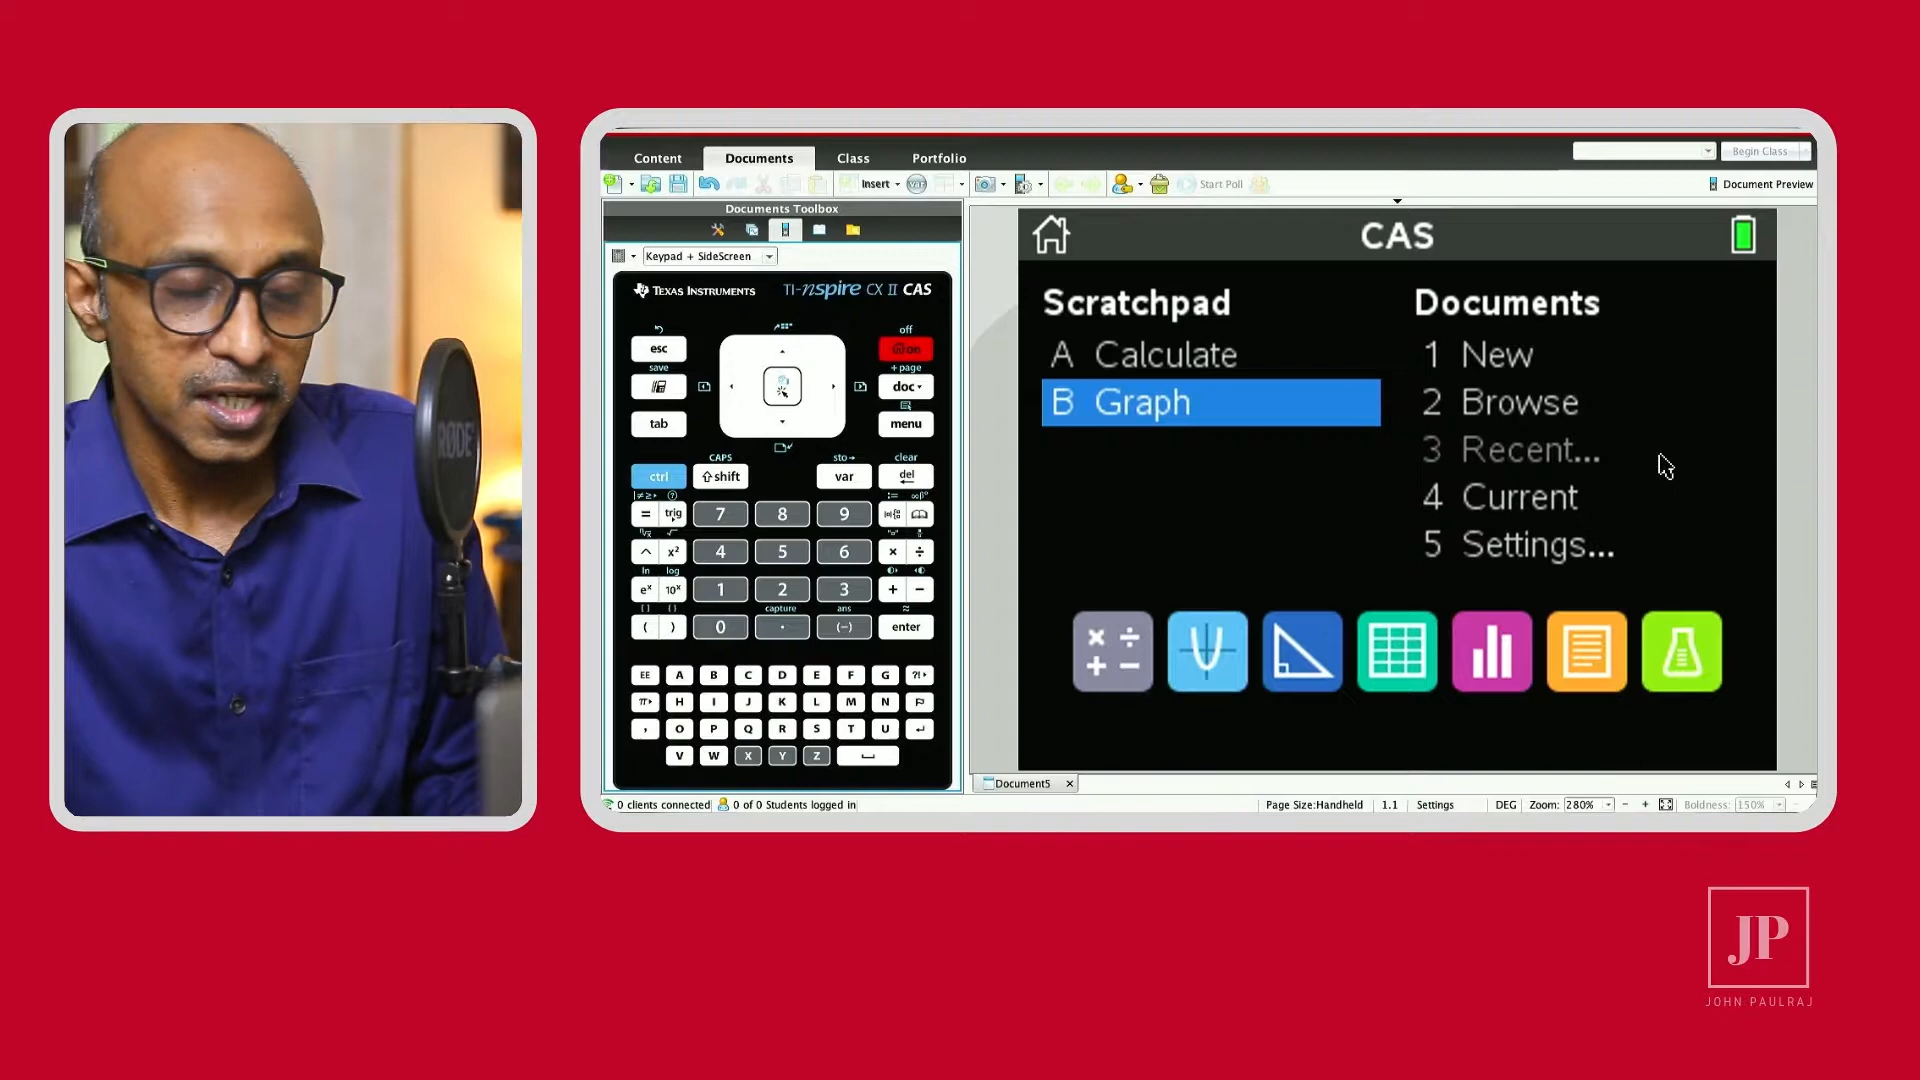 RØDE
Content
Documents
Class
Portfolio
Begin Class
Insert
var
Start Poll
Document Preview
Documents Toolbox
Keypad + SideScreen
TEXAS INSTRUMENTS
TI-nspire CX II CAS
off
esc
on
save
+ page
doc
tab
menu
CAPS
sto→
clear
ctrl
shift
var
del
= trig 7 8 9
√
^ x² 4 5 6 × ÷
ln log
eˣ 10ˣ 1 2 3 + −
[ ] { } capture ans ≈
( ) 0 . (−) enter
EE A B C D E F G ?!▸
π▸ H I J K L M N
, O P Q R S T U ↵
V W X Y Z
CAS
Scratchpad
A Calculate
B Graph
Documents
1 New
2 Browse
3 Recent...
4 Current
5 Settings...
Document5
0 clients connected
0 of 0 Students logged in
Page Size:Handheld
1.1
Settings
DEG
Zoom: 280%
Boldness: 150%
JP
JOHN PAULRAJ